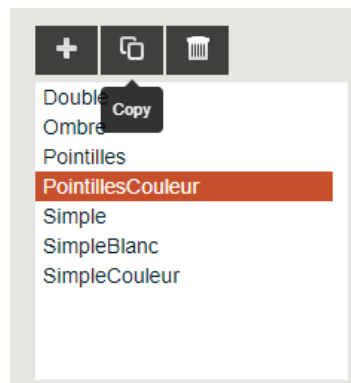 Double
Copy
Ombre
Pointilles
PointillesCouleur
Simple
SimpleBlanc
SimpleCouleur